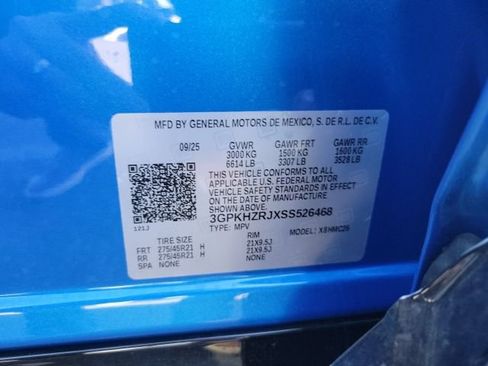 MFD BY GENERAL MOTORS DE MEXICO, S. DE R.L. DE C.V.
09/25 GVWR GAWR FRT GAWR RR
3000 KG 1500 KG 1600 KG
6614 LB 3307 LB 3528 LB
THIS VEHICLE CONFORMS TO ALL
APPLICABLE U.S. FEDERAL MOTOR
VEHICLE SAFETY STANDARDS IN EFFECT
ON THE DATE OF MANUFACTURE SHOWN ABOVE.
3GPKHZRJXSS526468
TYPE: MPV MODEL: X8HMC25
121J
TIRE SIZE RIM
FRT 275/45R21 H 21X9.5J
RR 275/45R21 H 21X9.5J
SPA NONE NONE